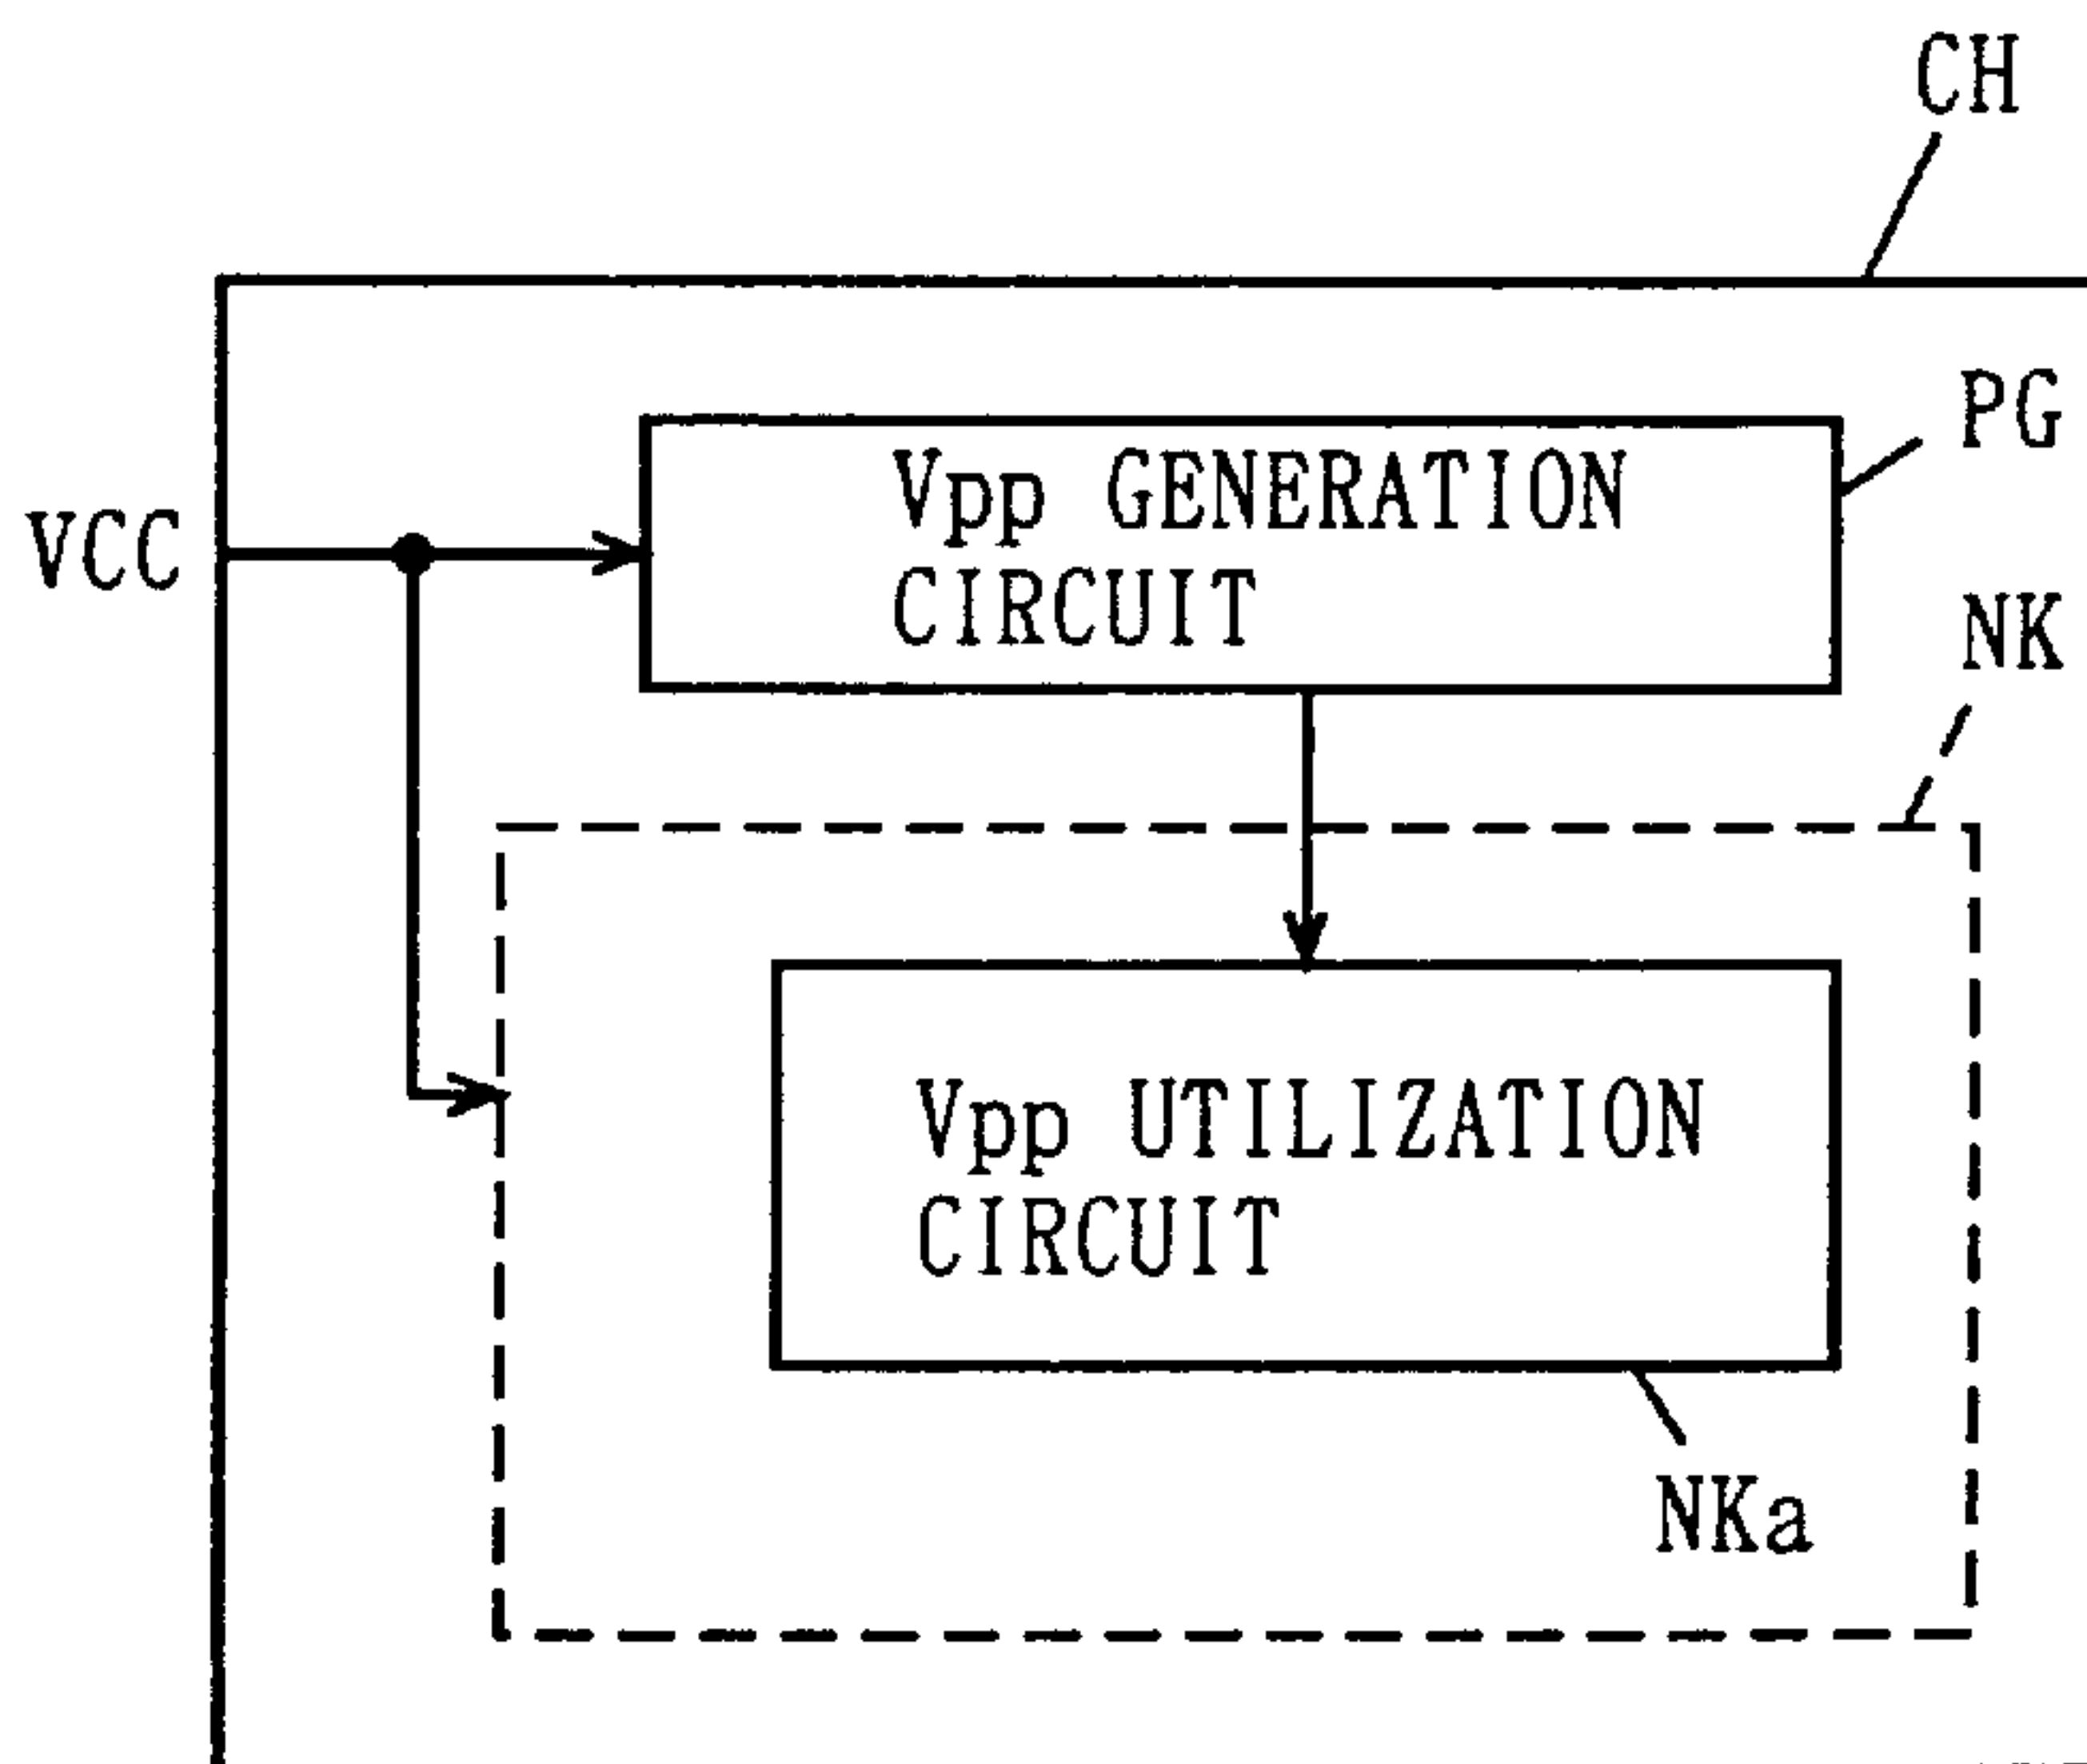 CH
PG
Vpp GENERATION
CIRCUIT
VCC
NK
Vpp UTILIZATION
CIRCUIT
NKa